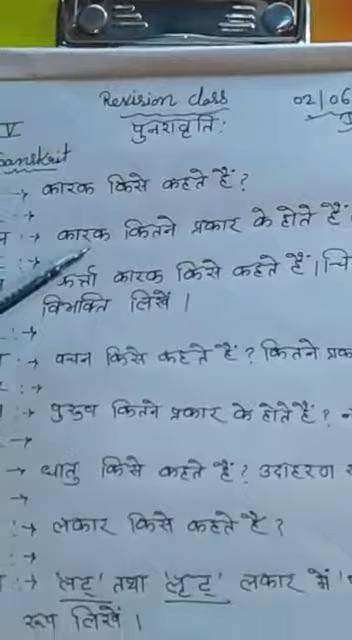 Revision class 02/06
V पुनरावृतिः
Sanskrit
→ कारक किसे कहते हैं?
:→
:→ कारक कितने प्रकार के होते हैं
कर्त्ता कारक किसे कहते हैं। चि
विभक्ति लिखें।
:→
:→ वचन किसे कहते हैं? कितने प्रका
:→
:→ पुरुष कितने प्रकार के होते हैं?
→
→ धातु किसे कहते हैं? उदाहरण
→
:→ लकार किसे कहते हैं?
:→
:→ 'लट्' तथा 'लृट्' लकार में
रूप लिखें।